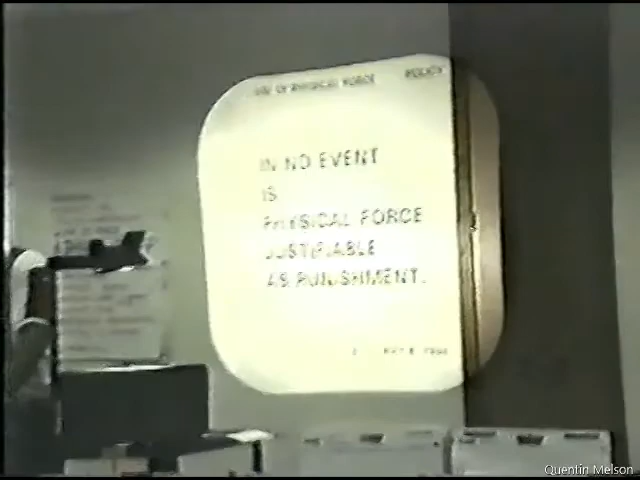 USE OF PHYSICAL FORCE POLICY
IN NO EVENT
IS
PHYSICAL FORCE
JUSTIFIABLE
AS PUNISHMENT.
Quentin Melson